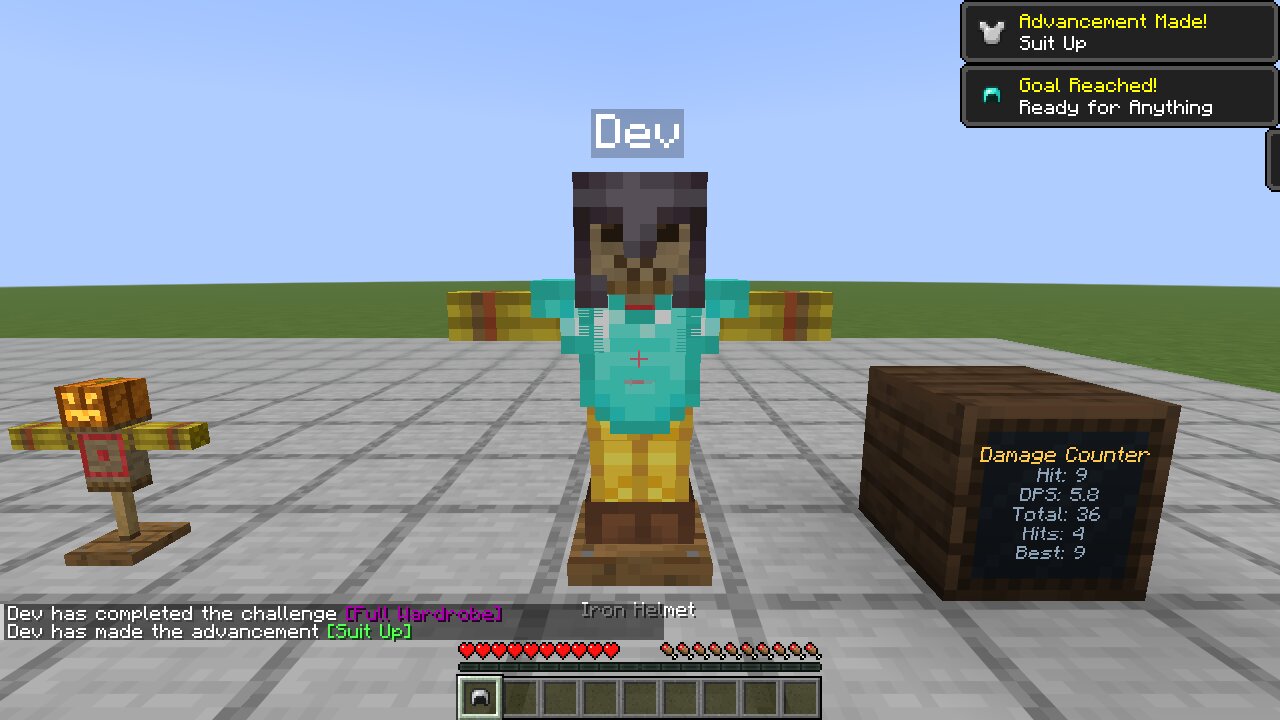 Advancement Made!
Suit Up
Goal Reached!
Ready for Anything
Dev
Damage Counter
Hit: 9
DPS: 5.8
Total: 36
Hits: 4
Best: 9
Dev has completed the challenge [Full Wardrobe]
Dev has made the advancement [Suit Up]
Iron Helmet